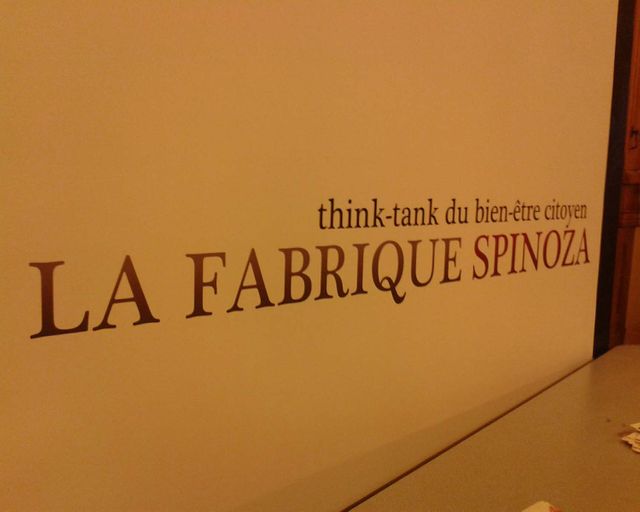 think-tank du bien-être citoyen
LA FABRIQUE SPINOZA